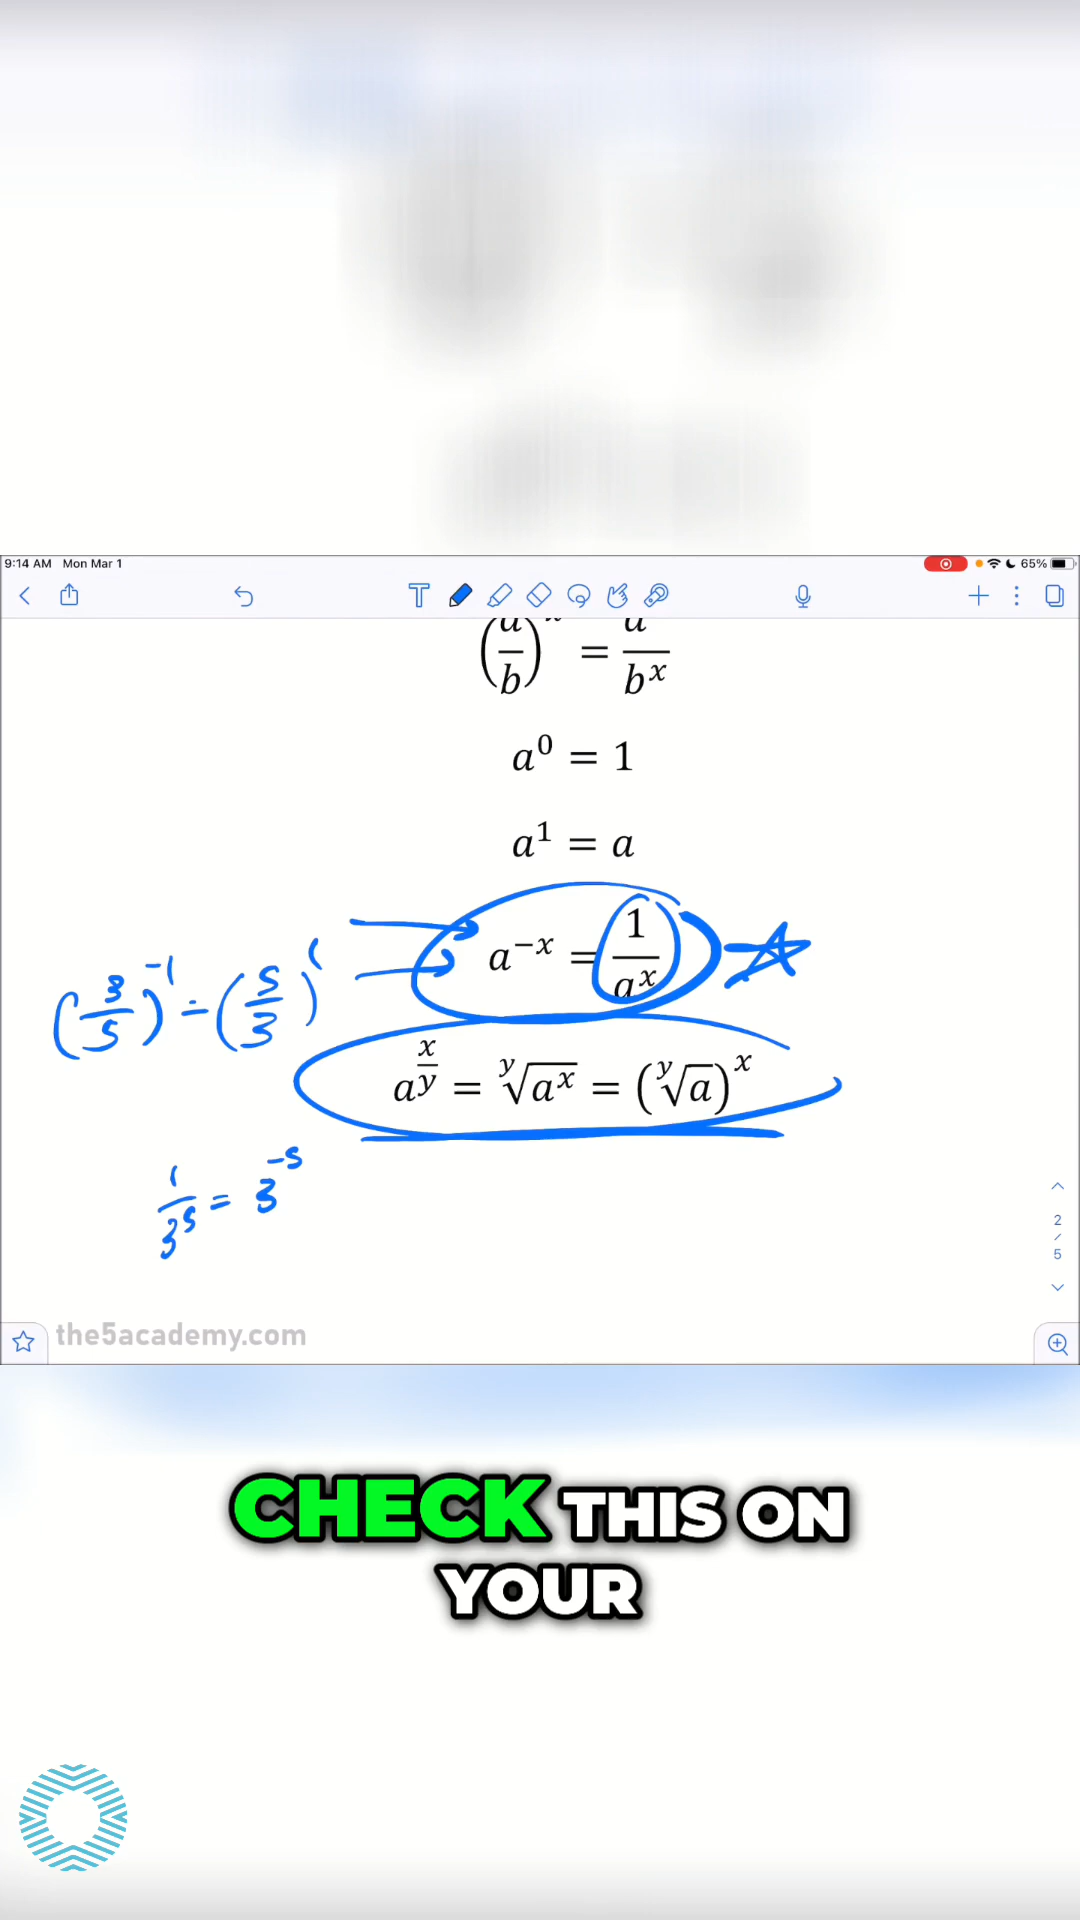 9:14 AM Mon Mar 1 65%
(a/b)^x = a/b^x
a^0 = 1
a^1 = a
a^{-x} = 1/a^x
(3/5)^{-1} = (5/3)^1
a^{x/y} = ʸ√a^x = (ʸ√a)^x
1/3^5 = 3^{-5}
2
/
5
the5academy.com
CHECK THIS ON
YOUR